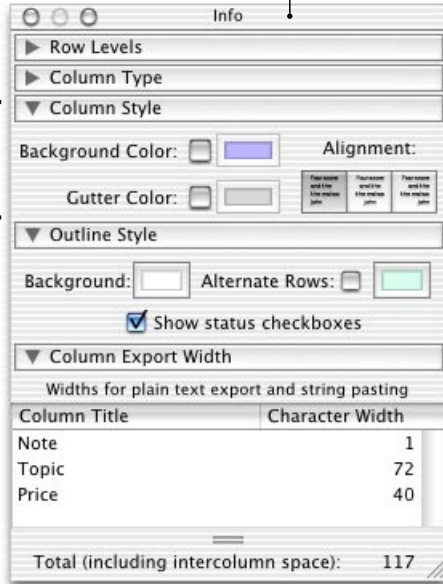 Info
Row Levels
Column Type
Column Style
Background Color: Alignment:
Gutter Color:
Outline Style
Background: Alternate Rows:
Show status checkboxes
Column Export Width
Widths for plain text export and string pasting
Column Title Character Width
Note 1
Topic 72
Price 40
Total (including intercolumn space): 117